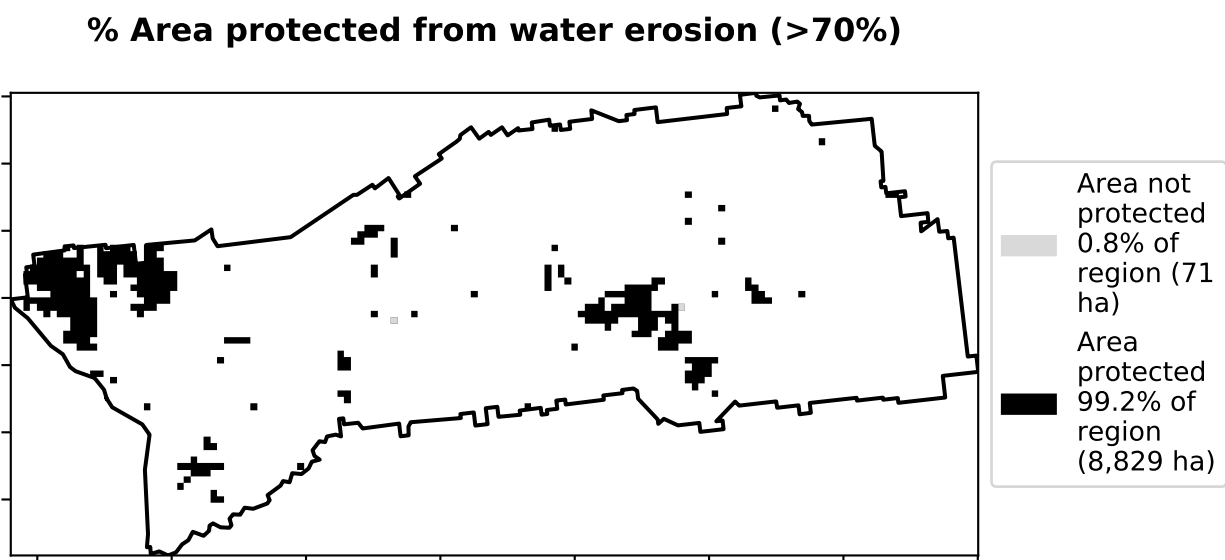 % Area protected from water erosion (>70%)
Area not
protected
0.8% of
region (71
ha)
Area
protected
99.2% of
region
(8,829 ha)